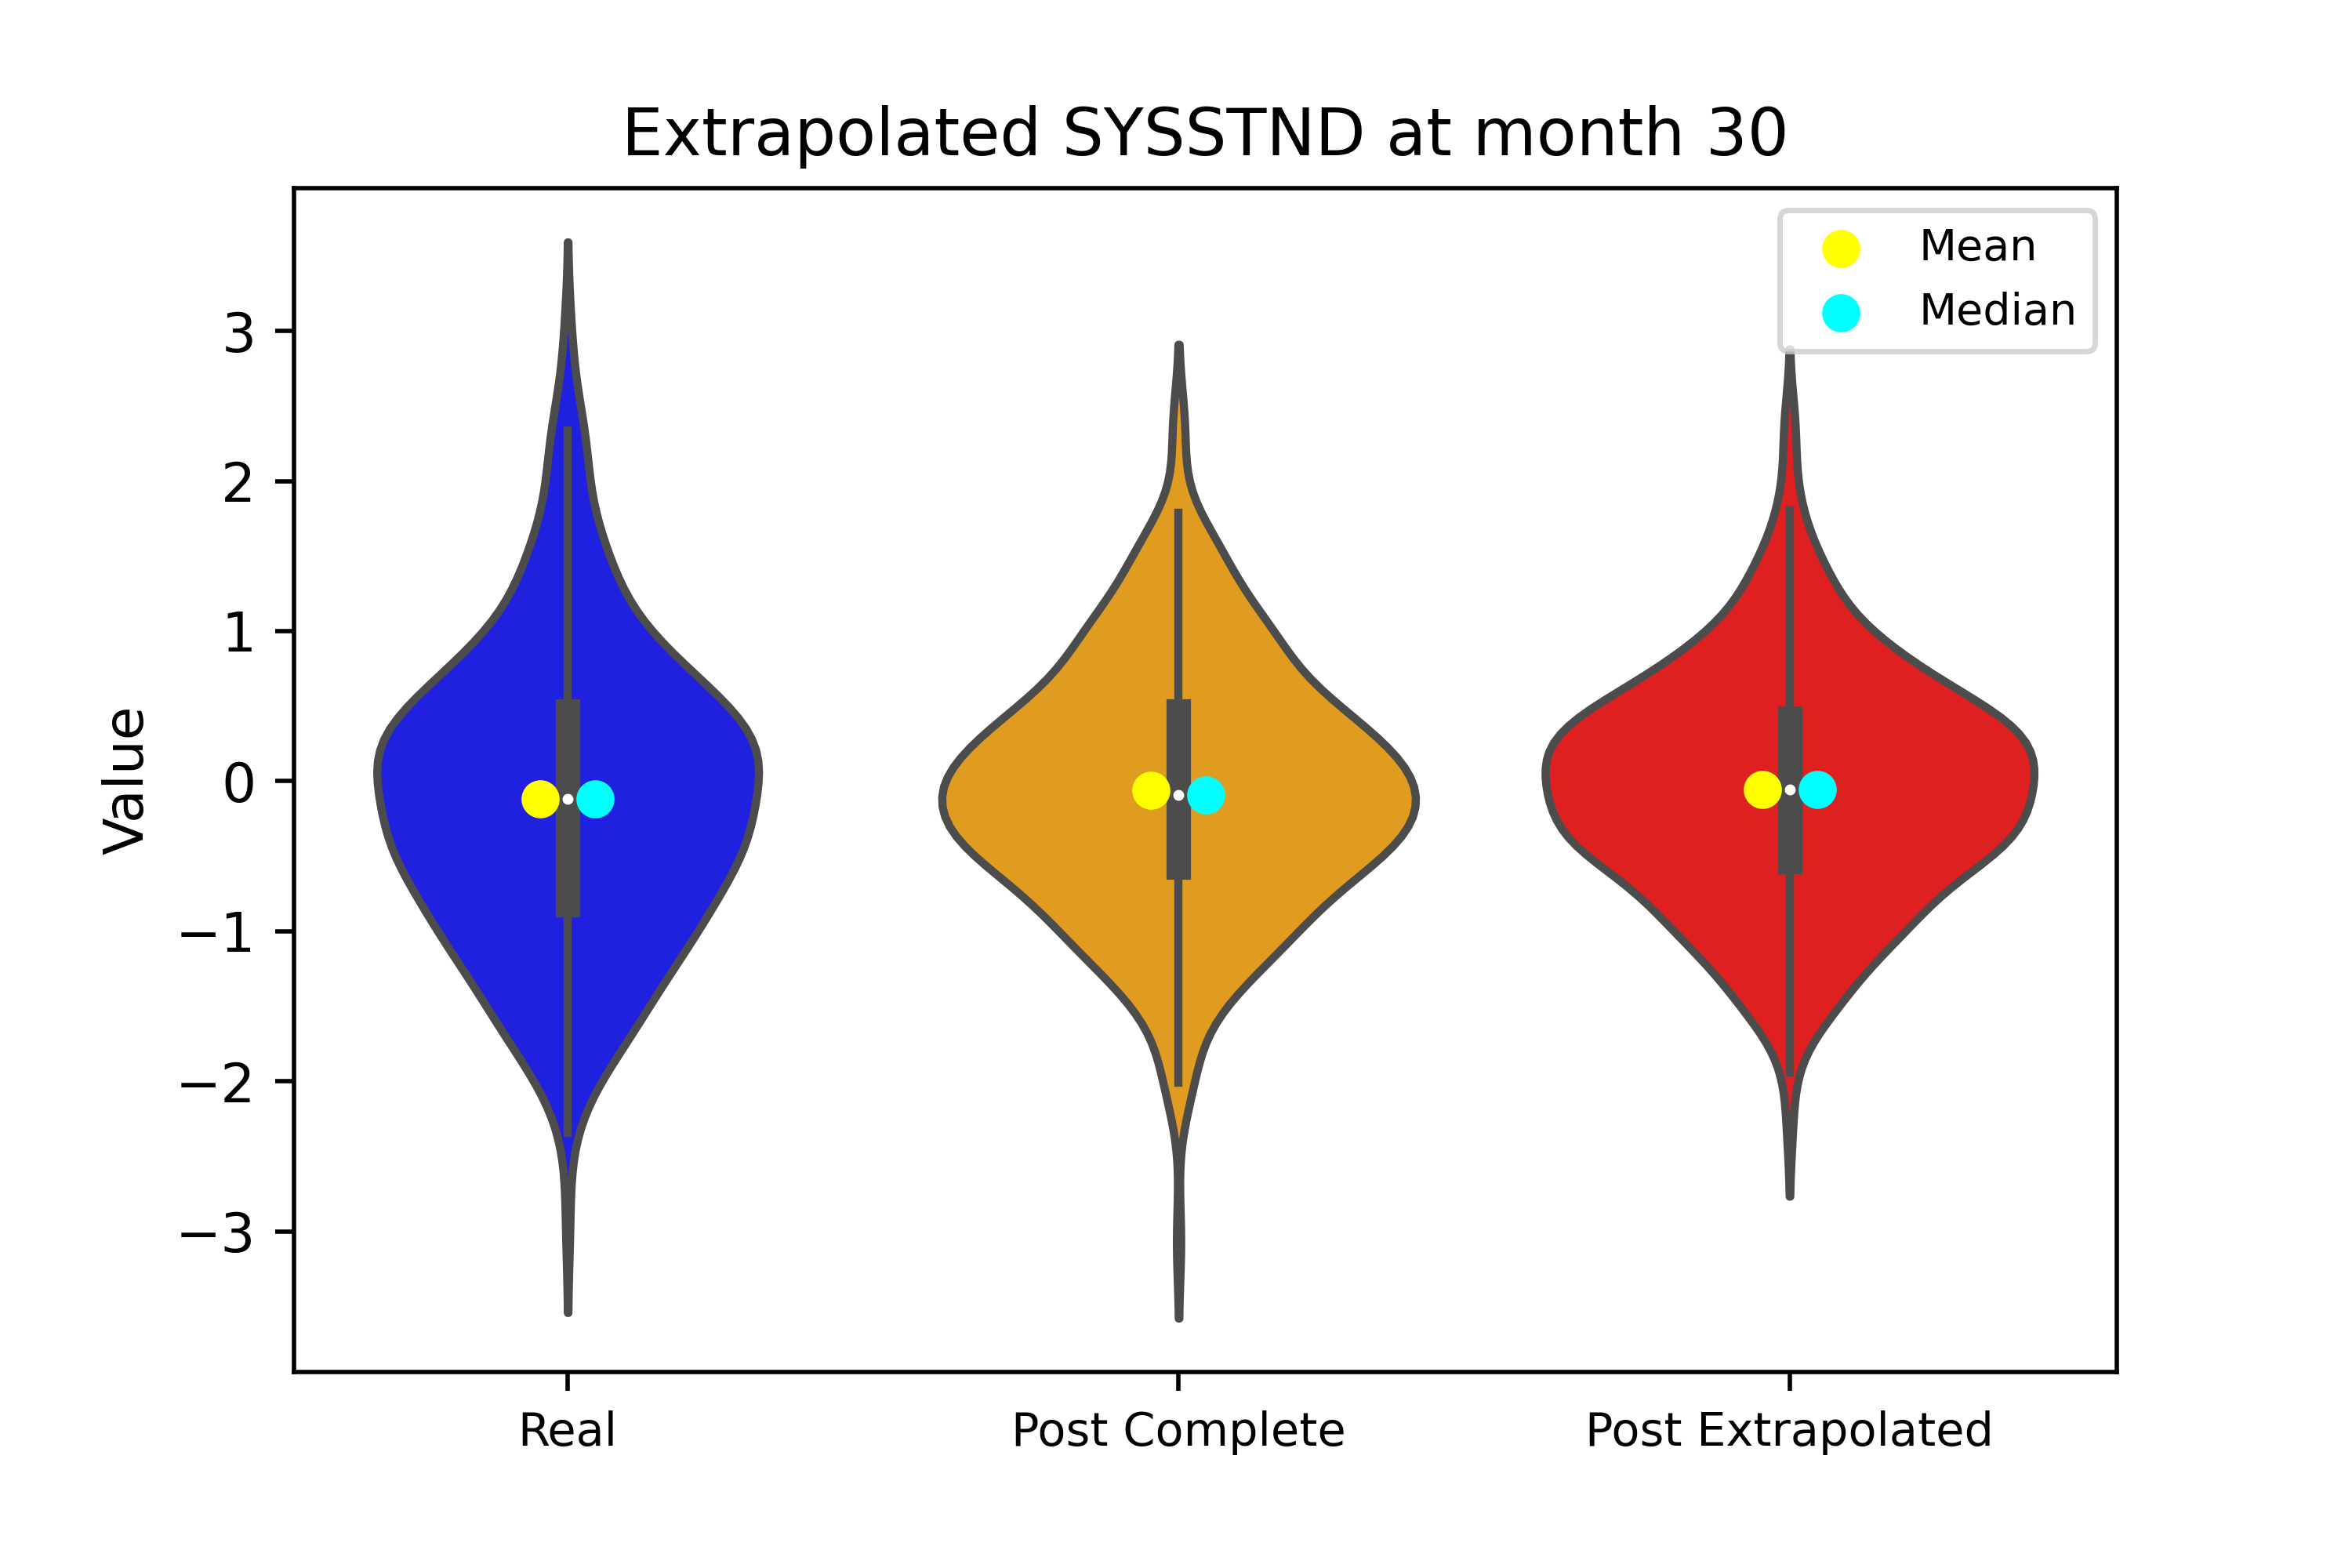 Extrapolated SYSSTND at month 30
Mean
Median
3
2
1
0
−1
−2
−3
Value
Real
Post Complete
Post Extrapolated